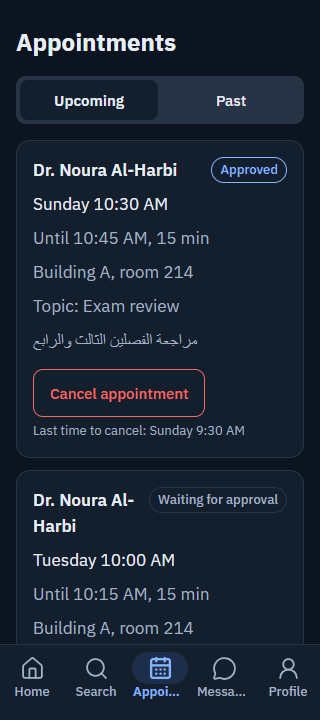 Appointments
Upcoming
Past
Dr. Noura Al-Harbi
Approved
Sunday 10:30 AM
Until 10:45 AM, 15 min
Building A, room 214
Topic: Exam review
مراجعة الفصلين الثالث والرابع
Cancel appointment
Last time to cancel: Sunday 9:30 AM
Dr. Noura Al-
Harbi
Waiting for approval
Tuesday 10:00 AM
Until 10:15 AM, 15 min
Building A, room 214
Home
Search
Appoi...
Messa...
Profile